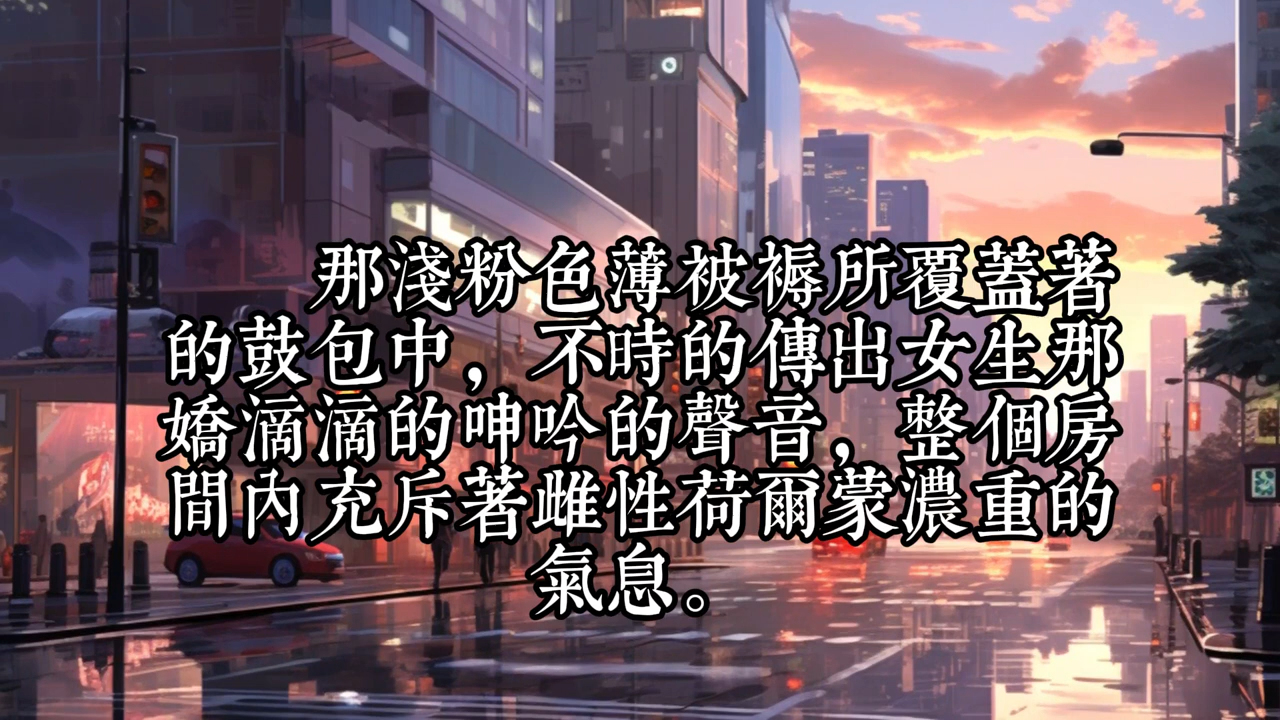 那淺粉色薄被褥所覆蓋著
的鼓包中，不時的傳出女生那
嬌滴滴的呻吟的聲音，整個房
間內充斥著雌性荷爾蒙濃重的
氣息。